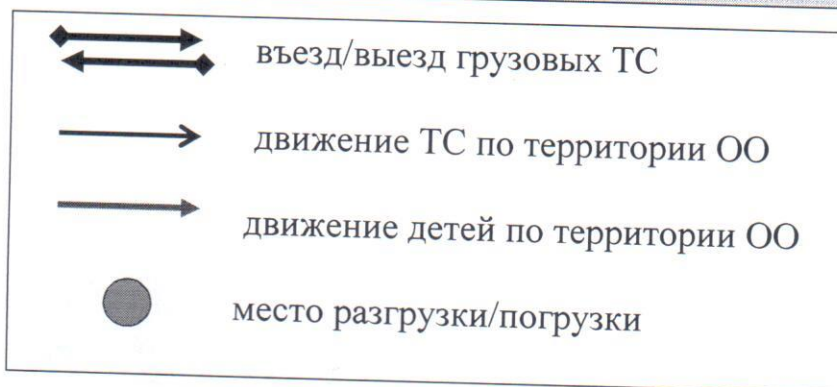 въезд/выезд грузовых ТС
движение ТС по территории ОО
движение детей по территории ОО
место разгрузки/погрузки